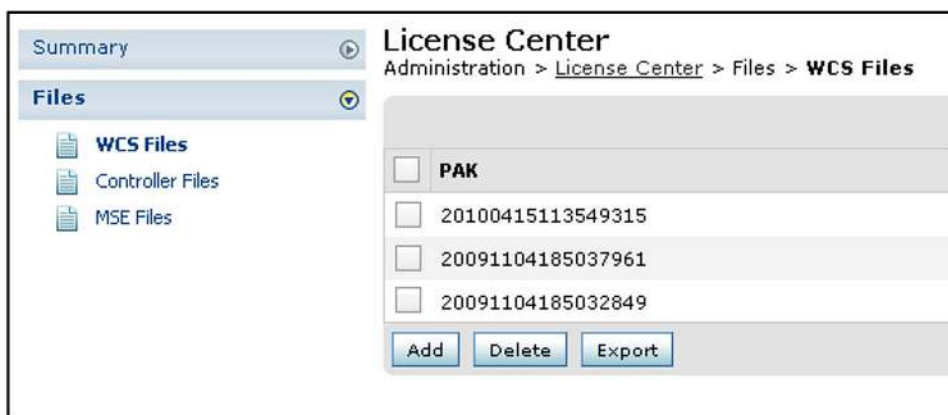 Summary
Files
WCS Files
Controller Files
MSE Files
License Center
Administration > License Center > Files > WCS Files
PAK
20100415113549315
20091104185037961
20091104185032849
Add Delete Export